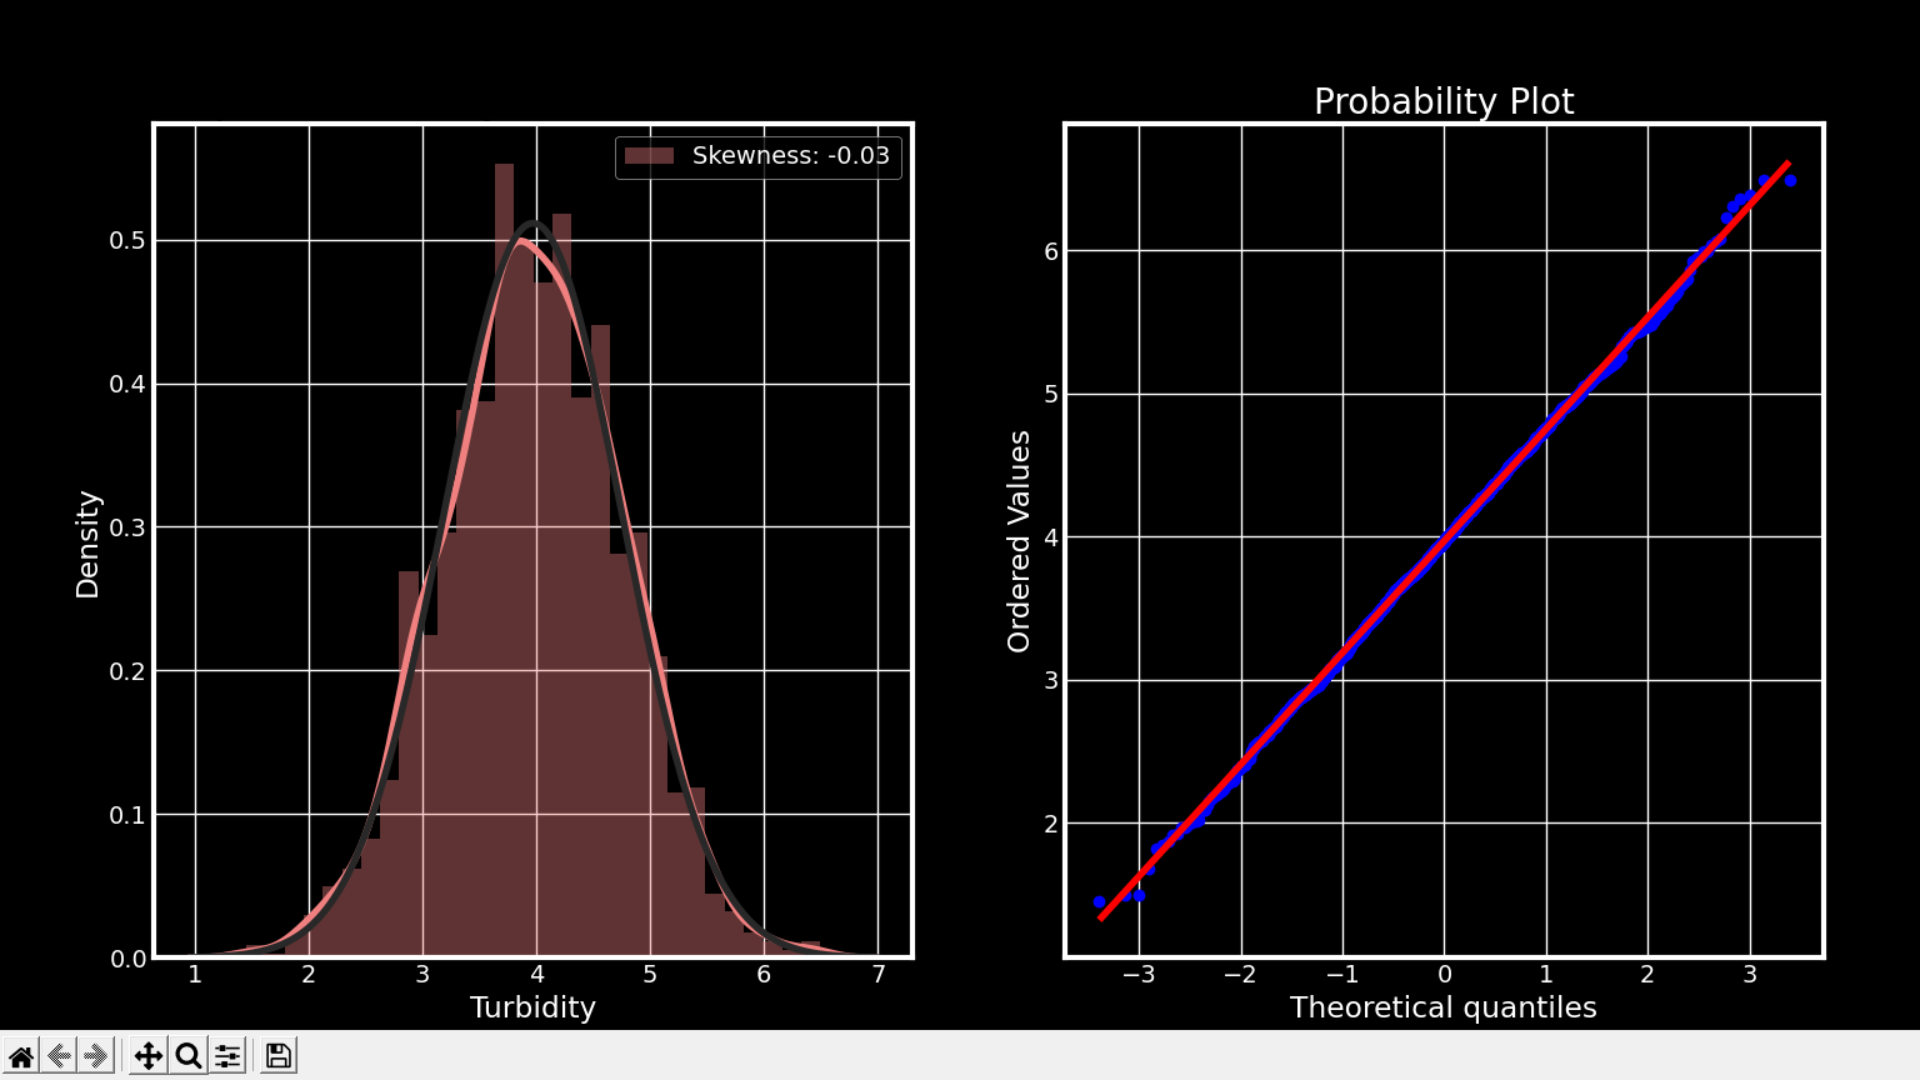 Skewness: -0.03
0.5
0.4
0.3
0.2
0.1
0.0
Density
1 2 3 4 5 6 7
Turbidity
Probability Plot
6
5
4
3
2
Ordered Values
−3 −2 −1 0 1 2 3
Theoretical quantiles